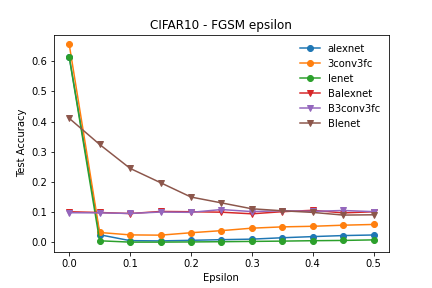 CIFAR10 - FGSM epsilon
Test Accuracy
0.6
0.5
0.4
0.3
0.2
0.1
0.0
alexnet
3conv3fc
lenet
Balexnet
B3conv3fc
Blenet
0.0 0.1 0.2 0.3 0.4 0.5
Epsilon